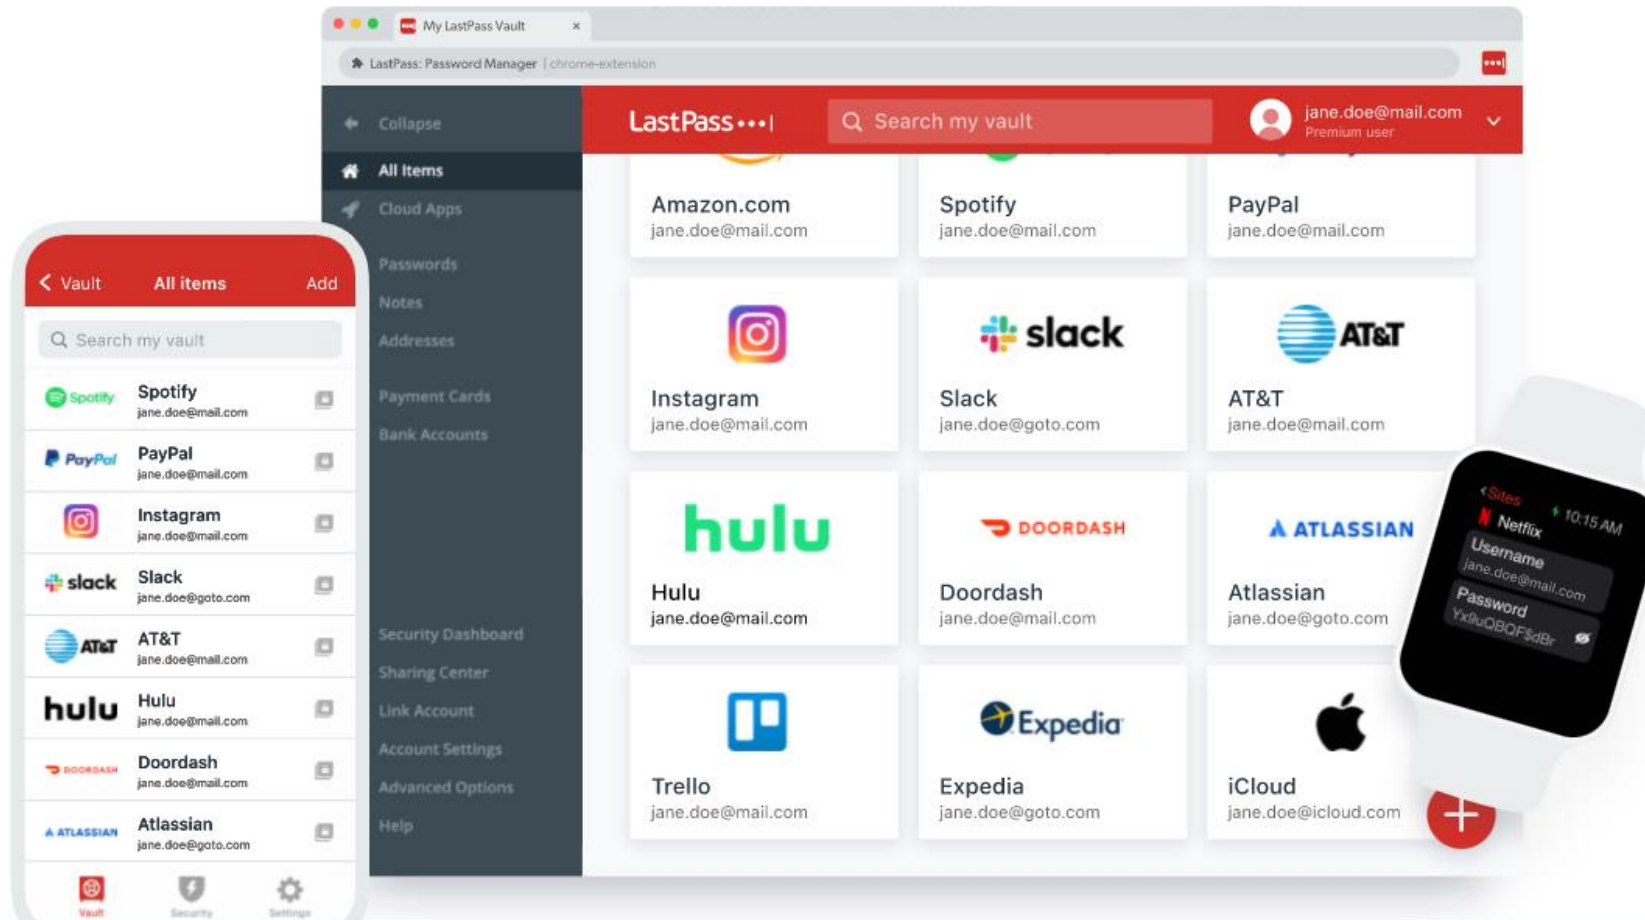 My LastPass Vault
LastPass: Password Manager | chrome-extension
Collapse
All Items
Cloud Apps
Passwords
Notes
Addresses
Payment Cards
Bank Accounts
Security Dashboard
Sharing Center
Link Account
Account Settings
Advanced Options
Help
LastPass
Search my vault
jane.doe@mail.com
Premium user
Amazon.com
jane.doe@mail.com
Spotify
jane.doe@mail.com
PayPal
jane.doe@mail.com
Instagram
jane.doe@mail.com
slack
Slack
jane.doe@goto.com
AT&T
AT&T
jane.doe@mail.com
hulu
Hulu
jane.doe@mail.com
DOORDASH
Doordash
jane.doe@mail.com
ATLASSIAN
Atlassian
jane.doe@goto.com
Trello
jane.doe@mail.com
Expedia
Expedia
jane.doe@goto.com
iCloud
jane.doe@icloud.com
+
< Vault All items Add
Search my vault
Spotify
Spotify
jane.doe@mail.com
PayPal
PayPal
jane.doe@mail.com
Instagram
jane.doe@mail.com
slack
Slack
jane.doe@goto.com
AT&T
AT&T
jane.doe@mail.com
hulu
Hulu
jane.doe@mail.com
DOORDASH
Doordash
jane.doe@mail.com
ATLASSIAN
Atlassian
jane.doe@goto.com
Vault Security Settings
<Sites 10:15 AM
Netflix
Username
jane.doe@mail.com
Password
Yx9uQBQF$dBr